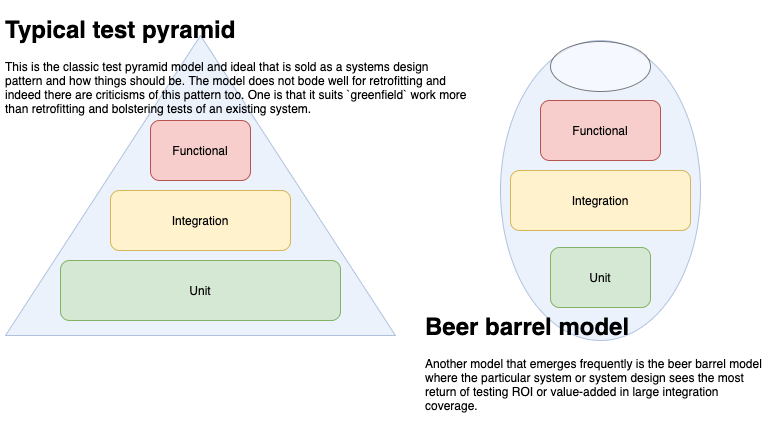 Typical test pyramid
This is the classic test pyramid model and ideal that is sold as a systems design
pattern and how things should be. The model does not bode well for retrofitting and
indeed there are criticisms of this pattern too. One is that it suits `greenfield` work more
than retrofitting and bolstering tests of an existing system.
Functional
Integration
Unit
Functional
Integration
Unit
Beer barrel model
Another model that emerges frequently is the beer barrel model
where the particular system or system design sees the most
return of testing ROI or value-added in large integration
coverage.